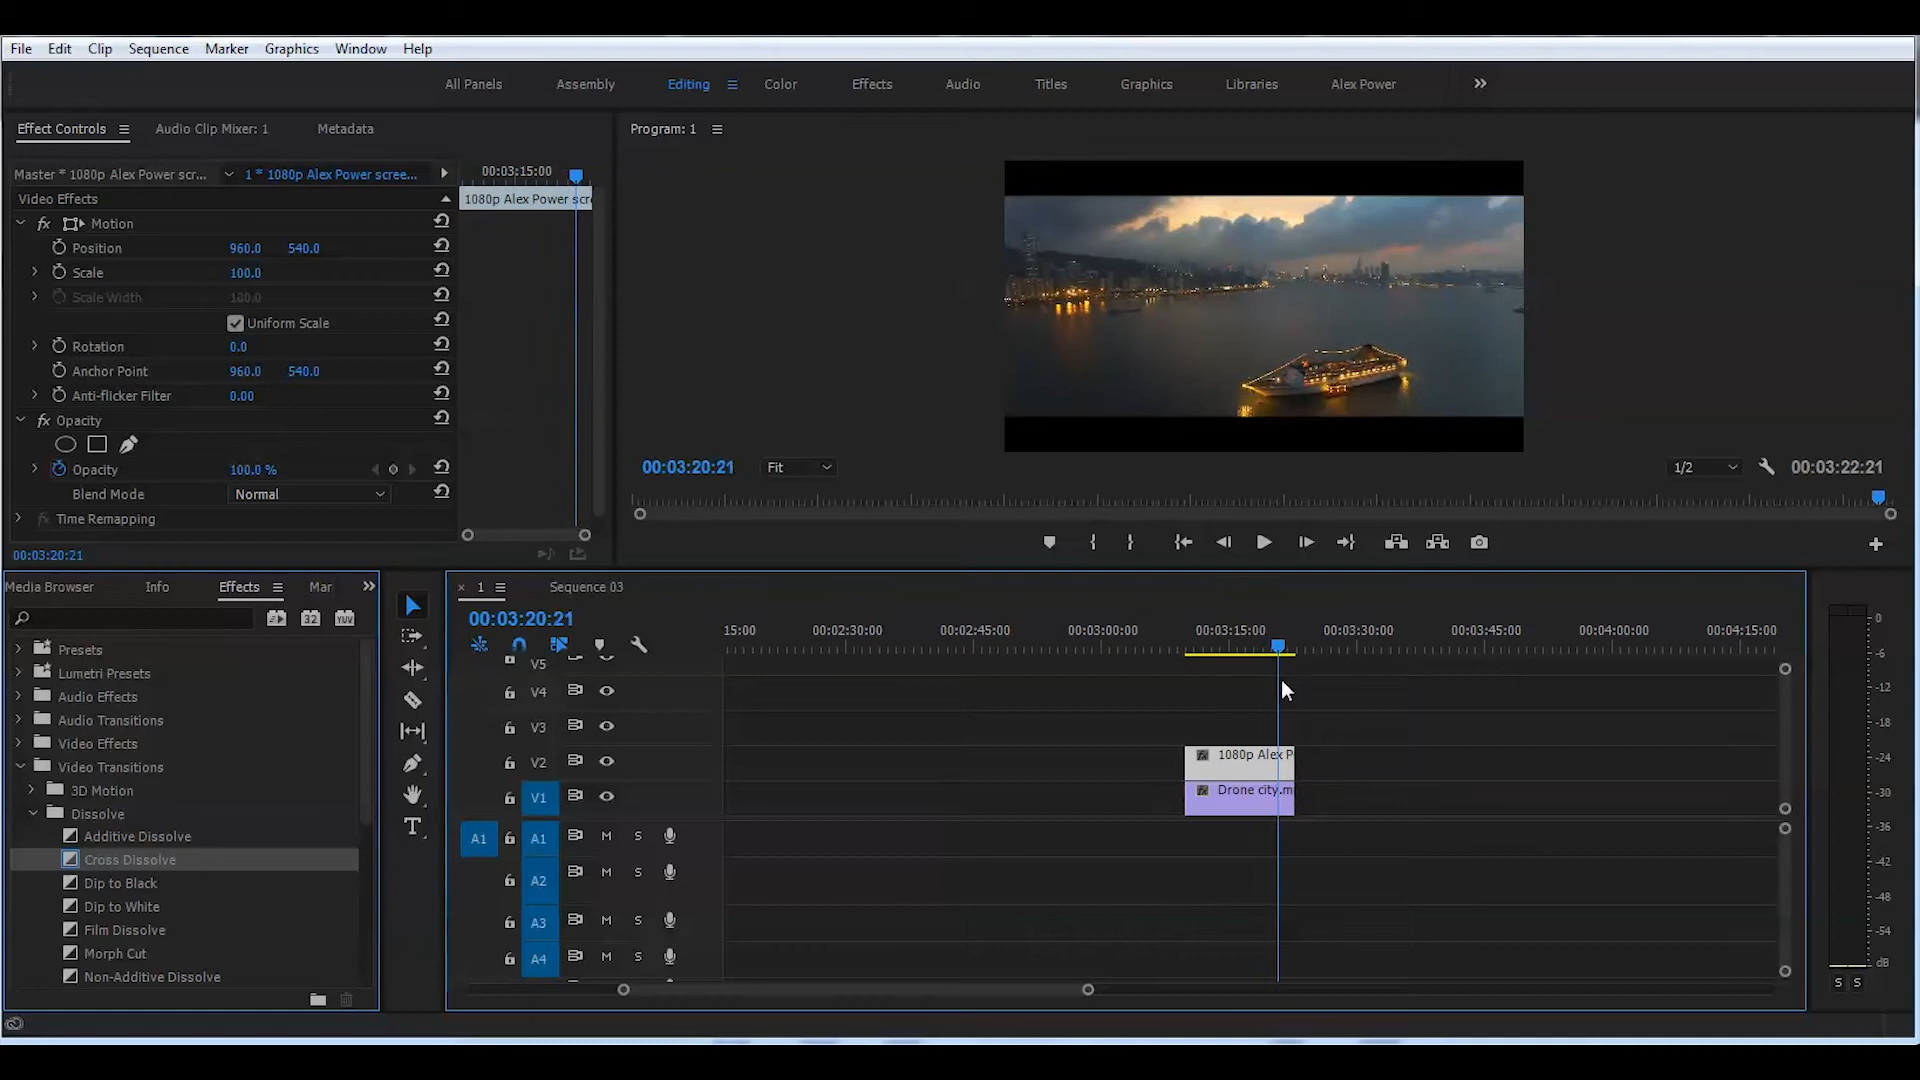 File Edit Clip Sequence Marker Graphics Window Help
All Panels Assembly Editing Color Effects Audio Titles Graphics Libraries Alex Power
Effect Controls Audio Clip Mixer: 1 Metadata
Program: 1
Master * 1080p Alex Power scr... 1 * 1080p Alex Power scree...
00:03:15:00
Video Effects
1080p Alex Power scr
fx Motion
Position 960.0 540.0
Scale 100.0
Scale Width 100.0
Uniform Scale
Rotation 0.0
Anchor Point 960.0 540.0
Anti-flicker Filter 0.00
fx Opacity
Opacity 100.0 %
Blend Mode Normal
fx Time Remapping
00:03:20:21
00:03:20:21 Fit 1/2 00:03:22:21
Media Browser Info Effects Mar
32 YUV
Presets
Lumetri Presets
Audio Effects
Audio Transitions
Video Effects
Video Transitions
3D Motion
Dissolve
Additive Dissolve
Cross Dissolve
Dip to Black
Dip to White
Film Dissolve
Morph Cut
Non-Additive Dissolve
× 1 Sequence 03
00:03:20:21
15:00 00:02:30:00 00:02:45:00 00:03:00:00 00:03:15:00 00:03:30:00 00:03:45:00 00:04:00:00 00:04:15:00
V5
V4
V3
V2
fx 1080p Alex P
V1
fx Drone city.m
A1 A1 M S
A2 M S
A3 M S
A4 M S
0
-6
-12
-18
-24
-30
-36
-42
-48
-54
dB
S S